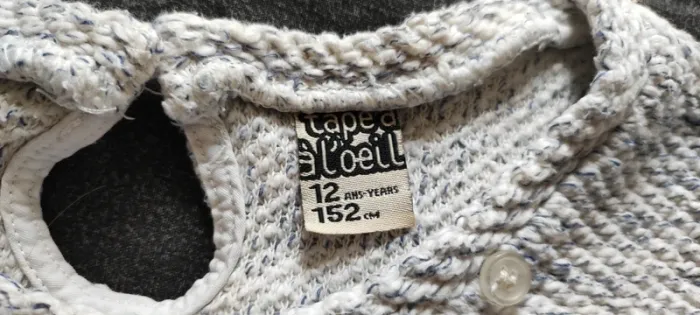 tape à
l'oeil
12 ANS-YEARS
152 CM